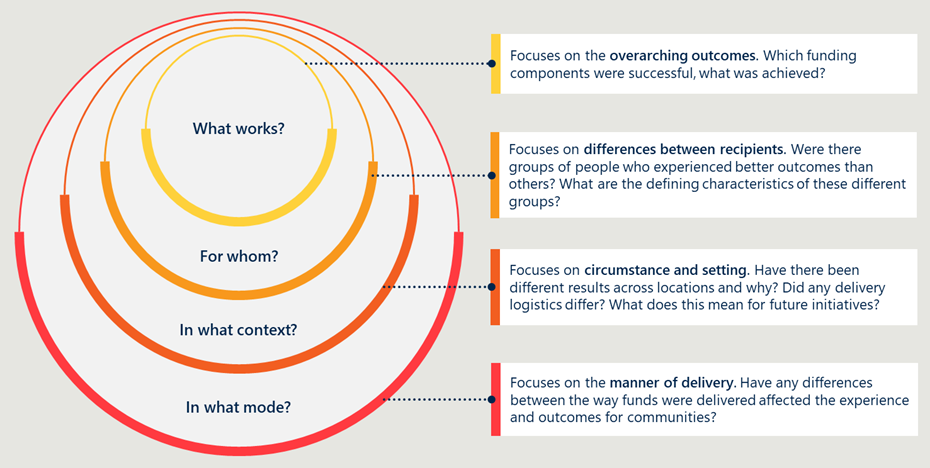 What works?
For whom?
In what context?
In what mode?
Focuses on the overarching outcomes. Which funding
components were successful, what was achieved?
Focuses on differences between recipients. Were there
groups of people who experienced better outcomes than
others? What are the defining characteristics of these different
groups?
Focuses on circumstance and setting. Have there been
different results across locations and why? Did any delivery
logistics differ? What does this mean for future initiatives?
Focuses on the manner of delivery. Have any differences
between the way funds were delivered affected the experience
and outcomes for communities?